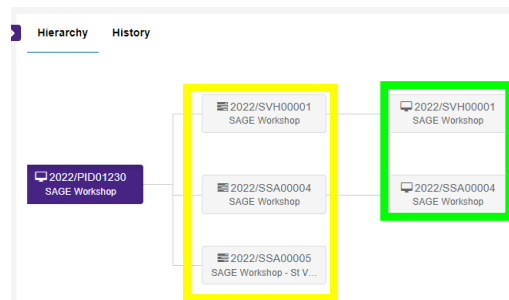 Hierarchy History
2022/SVH00001
SAGE Workshop
2022/SVH00001
SAGE Workshop
2022/PID01230
SAGE Workshop
2022/SSA00004
SAGE Workshop
2022/SSA00004
SAGE Workshop
2022/SSA00005
SAGE Workshop - St V...